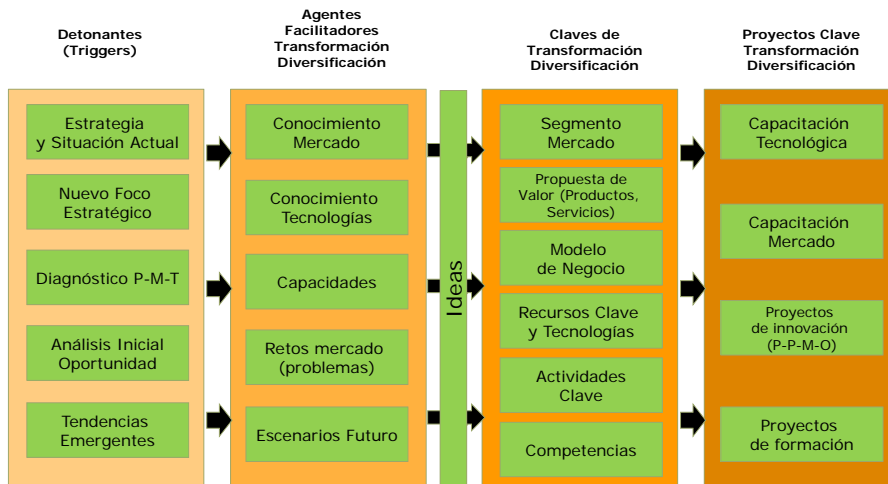 Detonantes
(Triggers)
Agentes
Facilitadores
Transformación
Diversificación
Claves de
Transformación
Diversificación
Proyectos Clave
Transformación
Diversificación
Estrategia
y Situación Actual
Nuevo Foco
Estratégico
Diagnóstico P-M-T
Análisis Inicial
Oportunidad
Tendencias
Emergentes
Conocimiento
Mercado
Conocimiento
Tecnologías
Capacidades
Retos mercado
(problemas)
Escenarios Futuro
Ideas
Segmento
Mercado
Propuesta de
Valor (Productos,
Servicios)
Modelo
de Negocio
Recursos Clave
y Tecnologías
Actividades
Clave
Competencias
Capacitación
Tecnológica
Capacitación
Mercado
Proyectos
de innovación
(P-P-M-O)
Proyectos
de formación